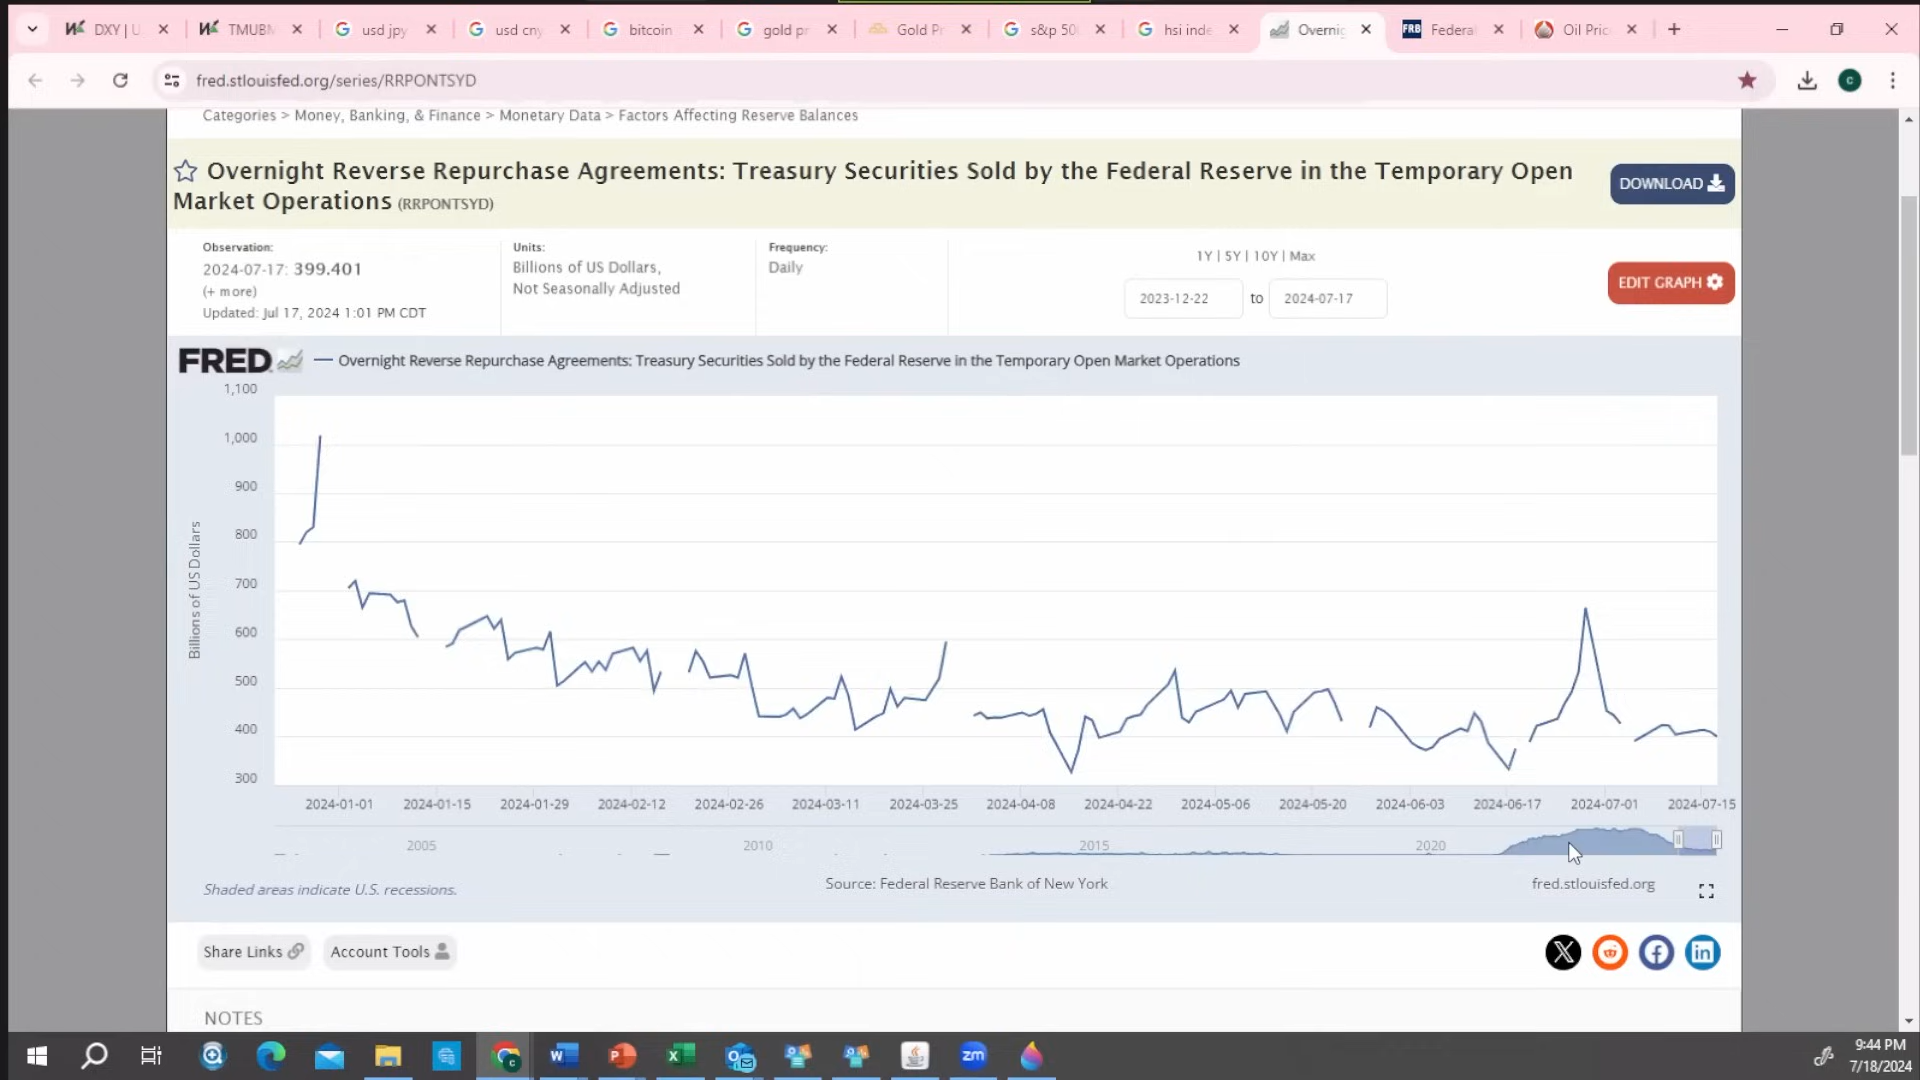 DXY | U
TMUBM
usd jpy
usd cny
bitcoin
gold pr
Gold Pr
s&p 50
hsi inde
Overnig
FRB Federal
Oil Pric
fred.stlouisfed.org/series/RRPONTSYD
C
Categories > Money, Banking, & Finance > Monetary Data > Factors Affecting Reserve Balances
Overnight Reverse Repurchase Agreements: Treasury Securities Sold by the Federal Reserve in the Temporary Open
Market Operations (RRPONTSYD)
DOWNLOAD
Observation:
2024-07-17: 399.401
(+ more)
Updated: Jul 17, 2024 1:01 PM CDT
Units:
Billions of US Dollars,
Not Seasonally Adjusted
Frequency:
Daily
1Y | 5Y | 10Y | Max
2023-12-22 to 2024-07-17
EDIT GRAPH
FRED
Overnight Reverse Repurchase Agreements: Treasury Securities Sold by the Federal Reserve in the Temporary Open Market Operations
Billions of US Dollars
1,100
1,000
900
800
700
600
500
400
300
2024-01-01 2024-01-15 2024-01-29 2024-02-12 2024-02-26 2024-03-11 2024-03-25 2024-04-08 2024-04-22 2024-05-06 2024-05-20 2024-06-03 2024-06-17 2024-07-01 2024-07-15
2005 2010 2015 2020
Shaded areas indicate U.S. recessions.
Source: Federal Reserve Bank of New York
fred.stlouisfed.org
Share Links
Account Tools
NOTES
zm
9:44 PM
7/18/2024